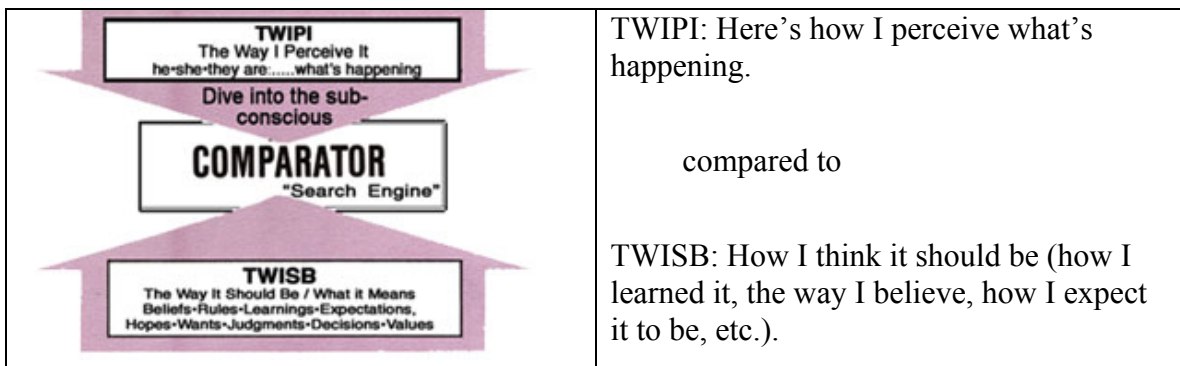 TWIPI
The Way I Perceive It
he•she•they are:.....what's happening
Dive into the sub-
conscious
COMPARATOR
"Search Engine"
TWISB
The Way It Should Be / What it Means
Beliefs•Rules•Learnings•Expectations,
Hopes•Wants•Judgments•Decisions•Values
TWIPI: Here’s how I perceive what’s
happening.
compared to
TWISB: How I think it should be (how I
learned it, the way I believe, how I expect
it to be, etc.).